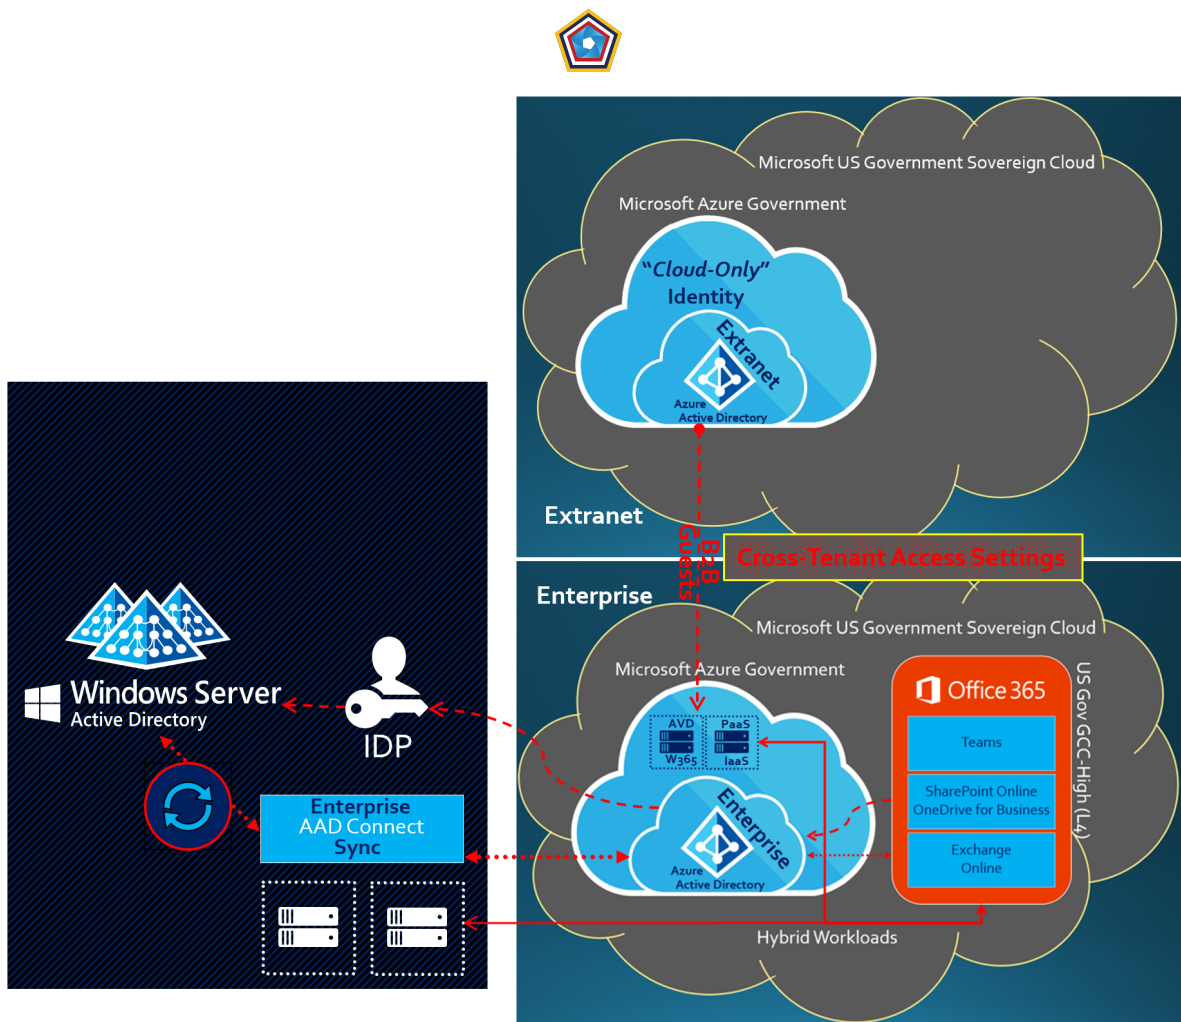 Microsoft US Government Sovereign Cloud
Microsoft Azure Government
“Cloud-Only”
Identity
Extranet
Azure
Active Directory
Extranet
B2B
Guests
Cross-Tenant Access Settings
Enterprise
Microsoft US Government Sovereign Cloud
Microsoft Azure Government
AVD
W365
PaaS
IaaS
Enterprise
Azure
Active Directory
Office 365
Teams
SharePoint Online
OneDrive for Business
Exchange
Online
US Gov GCC-High (L4)
Hybrid Workloads
Windows Server
Active Directory
IDP
Enterprise
AAD Connect
Sync